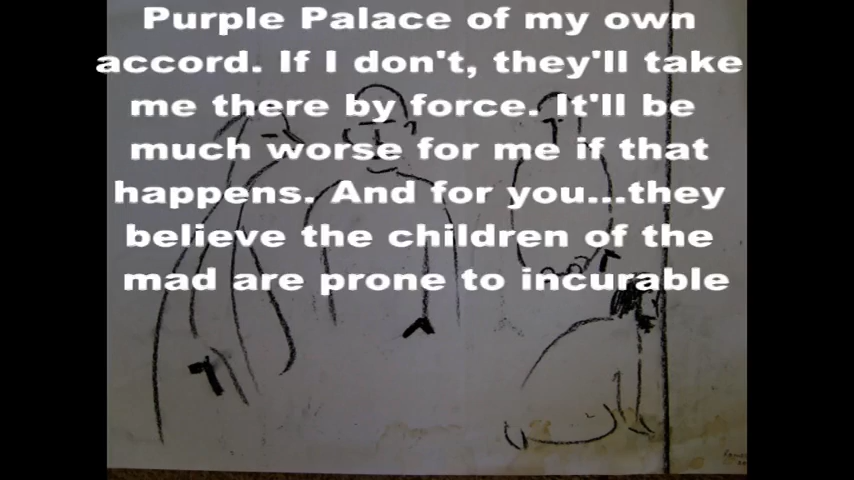 Purple Palace of my own
accord. If I don't, they'll take
me there by force. It'll be
much worse for me if that
happens. And for you...they
believe the children of the
mad are prone to incurable